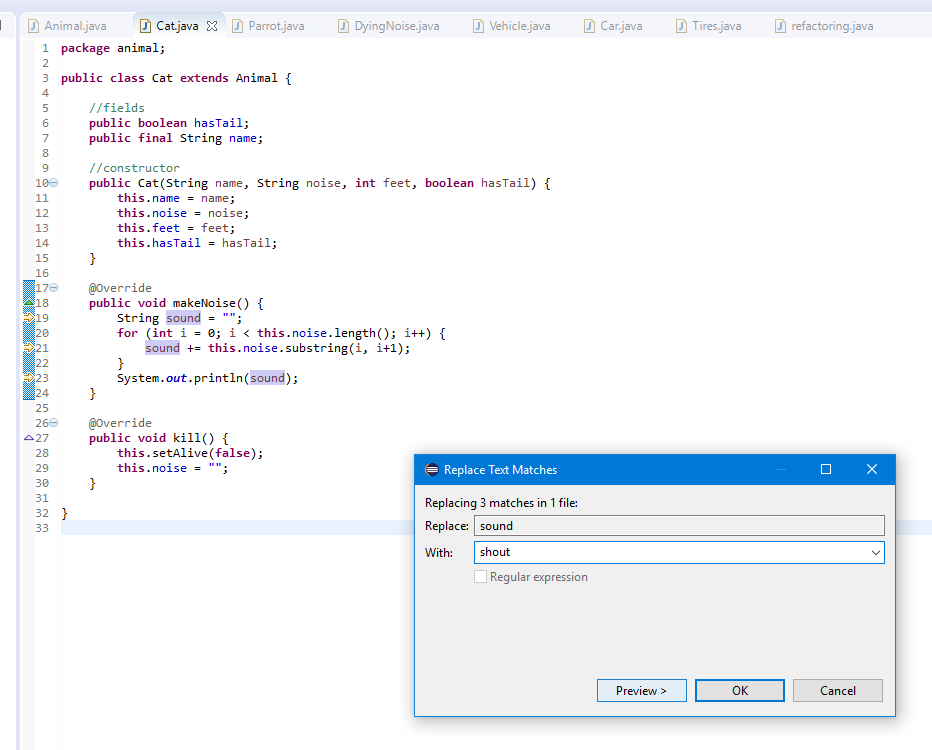 Animal.java Cat.java Parrot.java DyingNoise.java Vehicle.java Car.java Tires.java refactoring.java
1 package animal;
2
3 public class Cat extends Animal {
4
5 //fields
6 public boolean hasTail;
7 public final String name;
8
9 //constructor
10 public Cat(String name, String noise, int feet, boolean hasTail) {
11 this.name = name;
12 this.noise = noise;
13 this.feet = feet;
14 this.hasTail = hasTail;
15 }
16
17 @Override
18 public void makeNoise() {
19 String sound = "";
20 for (int i = 0; i < this.noise.length(); i++) {
21 sound += this.noise.substring(i, i+1);
22 }
23 System.out.println(sound);
24 }
25
26 @Override
27 public void kill() {
28 this.setAlive(false);
29 this.noise = "";
30 }
31
32 }
33
Replace Text Matches
Replacing 3 matches in 1 file:
Replace: sound
With: shout
Regular expression
Preview > OK Cancel